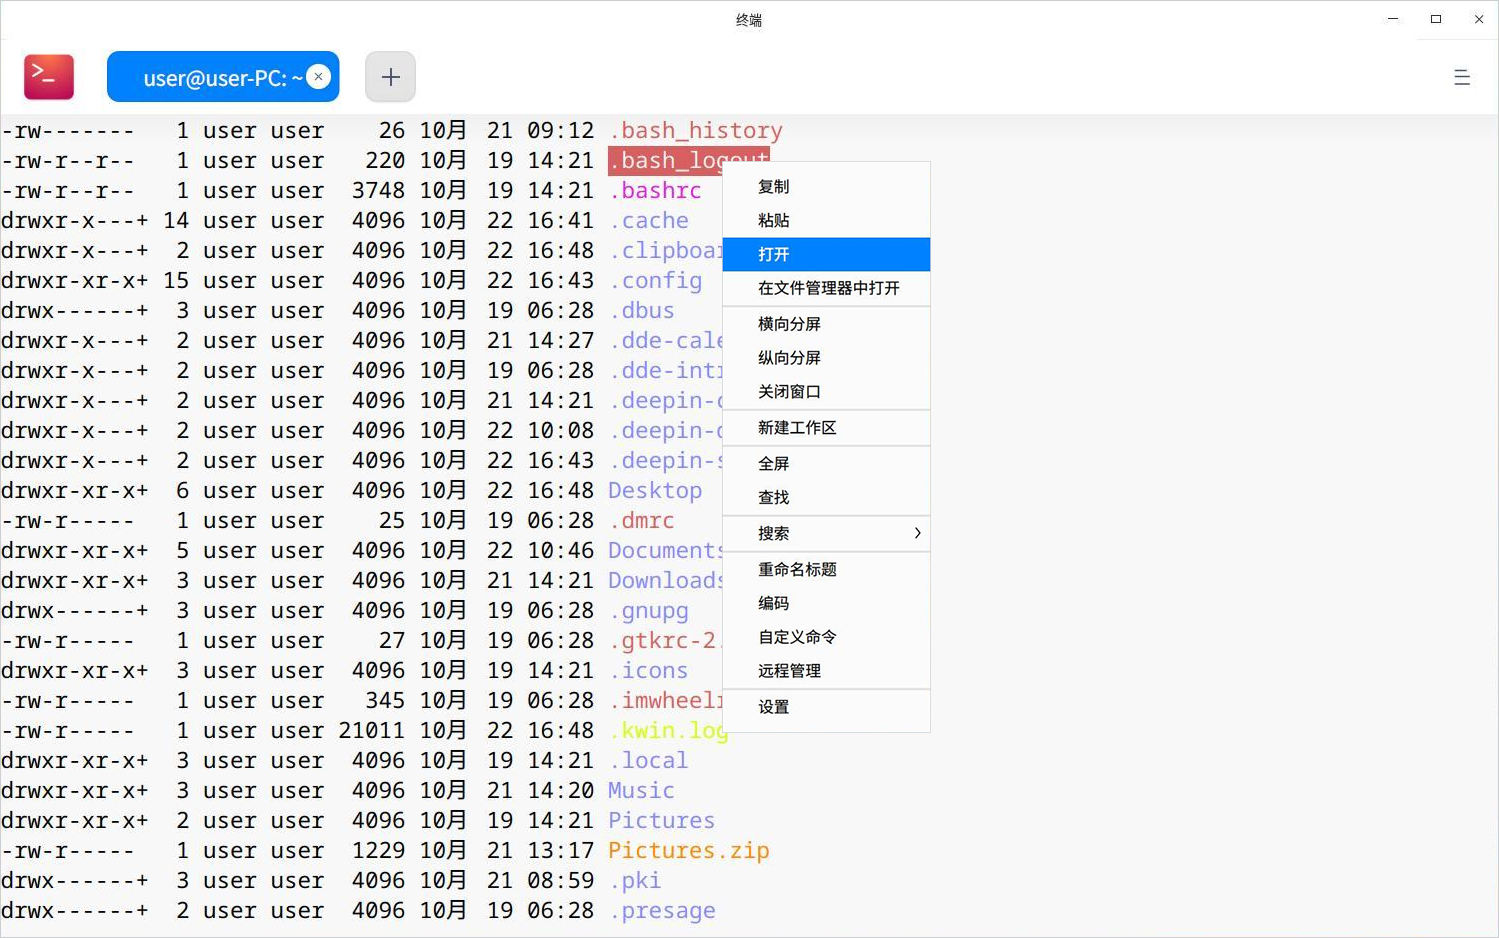 终端
user@user-PC: ~
-rw------- 1 user user 26 10月 21 09:12 .bash_history
-rw-r--r-- 1 user user 220 10月 19 14:21 .bash_logout
-rw-r--r-- 1 user user 3748 10月 19 14:21 .bashrc
drwxr-x---+ 14 user user 4096 10月 22 16:41 .cache
drwxr-x---+ 2 user user 4096 10月 22 16:48 .clipboar
drwxr-xr-x+ 15 user user 4096 10月 22 16:43 .config
drwx------+ 3 user user 4096 10月 19 06:28 .dbus
drwxr-x---+ 2 user user 4096 10月 21 14:27 .dde-cale
drwxr-x---+ 2 user user 4096 10月 19 06:28 .dde-intr
drwxr-x---+ 2 user user 4096 10月 21 14:21 .deepin-
drwxr-x---+ 2 user user 4096 10月 22 10:08 .deepin-
drwxr-x---+ 2 user user 4096 10月 22 16:43 .deepin-s
drwxr-xr-x+ 6 user user 4096 10月 22 16:48 Desktop
-rw-r----- 1 user user 25 10月 19 06:28 .dmrc
drwxr-xr-x+ 5 user user 4096 10月 22 10:46 Documents
drwxr-xr-x+ 3 user user 4096 10月 21 14:21 Downloads
drwx------+ 3 user user 4096 10月 19 06:28 .gnupg
-rw-r----- 1 user user 27 10月 19 06:28 .gtkrc-2.
drwxr-xr-x+ 3 user user 4096 10月 19 14:21 .icons
-rw-r----- 1 user user 345 10月 19 06:28 .imwheelr
-rw-r----- 1 user user 21011 10月 22 16:48 .kwin.log
drwxr-xr-x+ 3 user user 4096 10月 19 14:21 .local
drwxr-xr-x+ 3 user user 4096 10月 21 14:20 Music
drwxr-xr-x+ 2 user user 4096 10月 19 14:21 Pictures
-rw-r----- 1 user user 1229 10月 21 13:17 Pictures.zip
drwx------+ 3 user user 4096 10月 21 08:59 .pki
drwx------+ 2 user user 4096 10月 19 06:28 .presage
复制
粘贴
打开
在文件管理器中打开
横向分屏
纵向分屏
关闭窗口
新建工作区
全屏
查找
搜索
重命名标题
编码
自定义命令
远程管理
设置